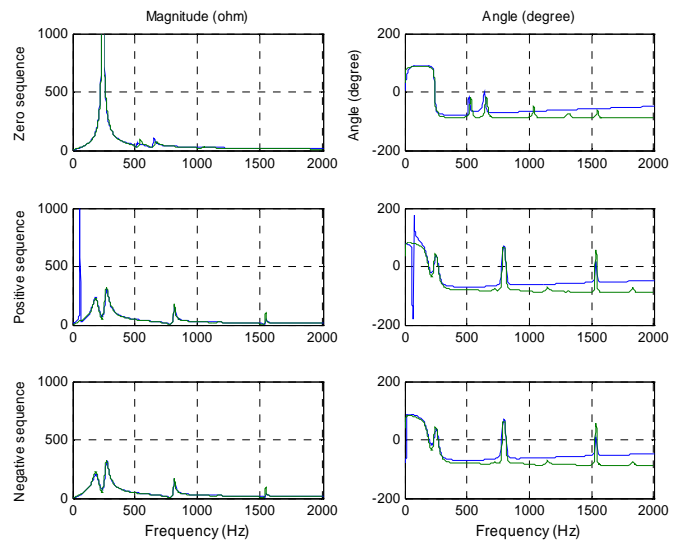 Magnitude (ohm)
Angle (degree)
Zero sequence
1000
500
0
0 500 1000 1500 2000
Angle (degree)
100
0
-200
0 500 1000 1500 2000
Positive sequence
1000
500
0
0 500 1000 1500 2000
200
0
-200
0 500 1000 1500 2000
Negative sequence
1000
500
0
0 500 1000 1500 2000
Frequency (Hz)
200
0
-200
0 500 1000 1500 2000
Frequency (Hz)